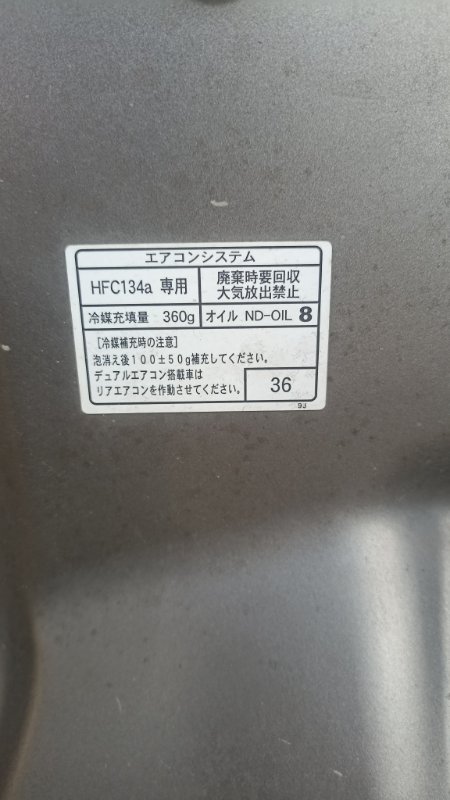 エアコンシステム
HFC134a 専用
廃棄時要回収
大気放出禁止
冷媒充填量 360g
オイル ND-OIL 8
[冷媒補充時の注意]
泡消え後100±50g補充してください。
デュアルエアコン搭載車は
リアエアコンを作動させてください。
36
93